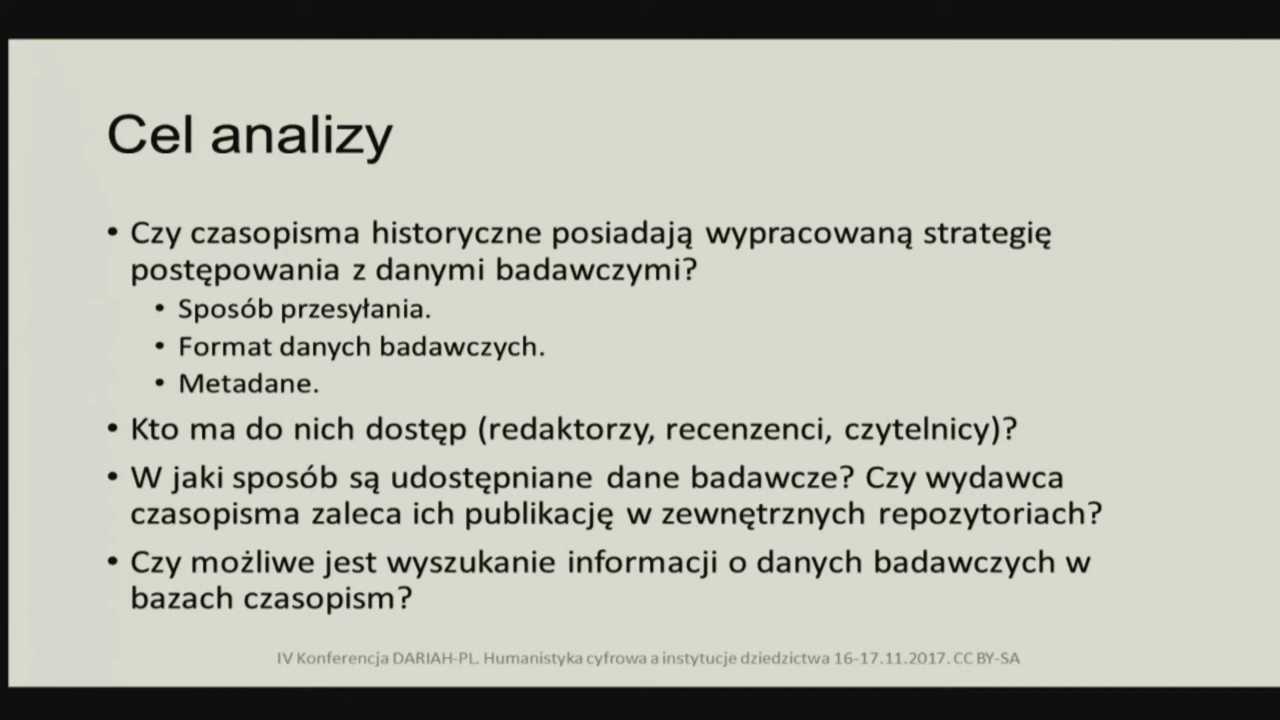 Cel analizy
• Czy czasopisma historyczne posiadają wypracowaną strategię
postępowania z danymi badawczymi?
• Sposób przesyłania.
• Format danych badawczych.
• Metadane.
• Kto ma do nich dostęp (redaktorzy, recenzenci, czytelnicy)?
• W jaki sposób są udostępniane dane badawcze? Czy wydawca
czasopisma zaleca ich publikację w zewnętrznych repozytoriach?
• Czy możliwe jest wyszukanie informacji o danych badawczych w
bazach czasopism?
IV Konferencja DARIAH-PL. Humanistyka cyfrowa a instytucje dziedzictwa 16-17.11.2017. CC BY-SA